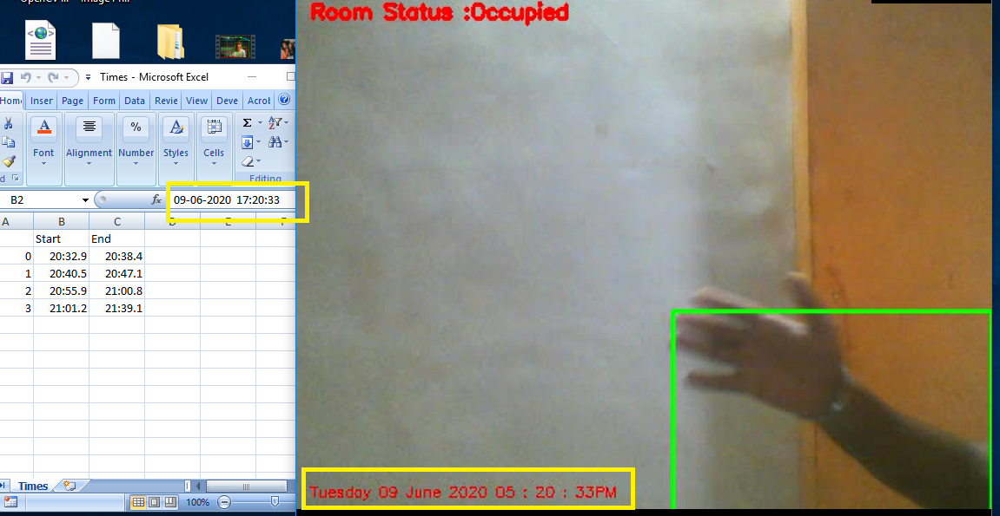 Times - Microsoft Excel
Inser Page Form Data Revie View Deve Acrol
Font Alignment Number Styles Cells
Editing
B2 fx 09-06-2020 17:20:33
A B C D E F
Start End
0 20:32.9 20:38.4
1 20:40.5 20:47.1
2 20:55.9 21:00.8
3 21:01.2 21:39.1
Times
100%
Room Status :Occupied
Tuesday 09 June 2020 05 : 20 : 33PM